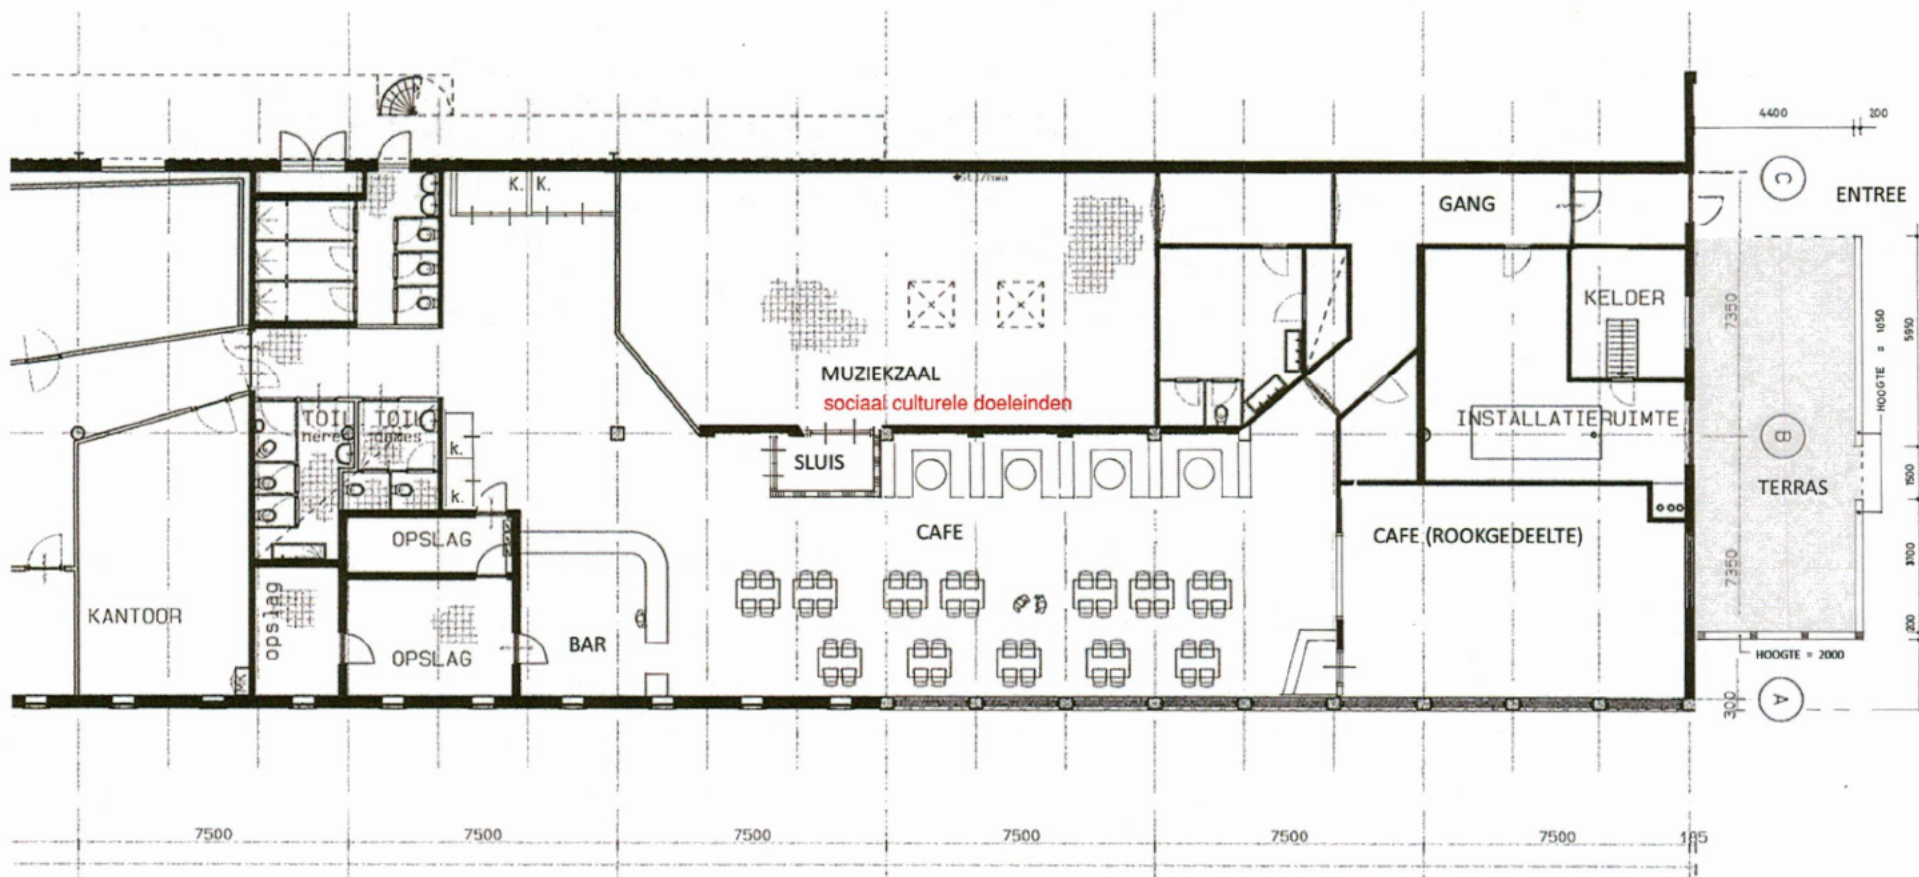 4400 200
C
ENTREE
K. K.
GANG
KELDER
7350
HOOGTE = 1050
5950
MUZIEKZAAL
sociaal culturele doeleinden
TOIL
heren
TOIL
dames
k.
k.
SLUIS
INSTALLATIERUIMTE
B
TERRAS
1500
OPSLAG
CAFE
CAFE (ROOKGEDEELTE)
7350
3700
KANTOOR
opslag
OPSLAG
BAR
200
HOOGTE = 2000
A
300
7500 7500 7500 7500 7500 7500 185